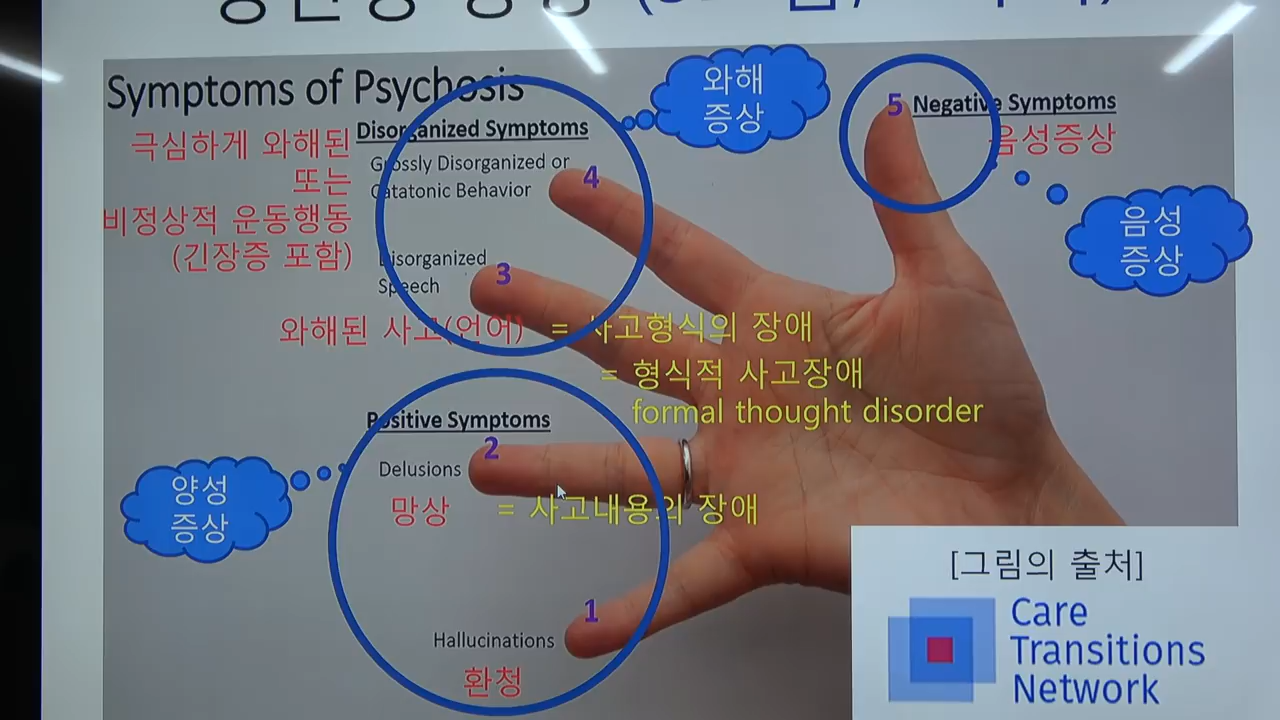 Symptoms of Psychosis
극심하게 와해된
또는
비정상적 운동행동
(긴장증 포함)
Disorganized Symptoms
Grossly Disorganized or
Catatonic Behavior
4
Disorganized
Speech
3
와해된 사고(언어) = 사고형식의 장애
= 형식적 사고장애
formal thought disorder
와해
증상
5
Negative Symptoms
음성증상
음성
증상
Positive Symptoms
2
Delusions
망상 = 사고내용의 장애
양성
증상
1
Hallucinations
환청
[그림의 출처]
Care
Transitions
Network